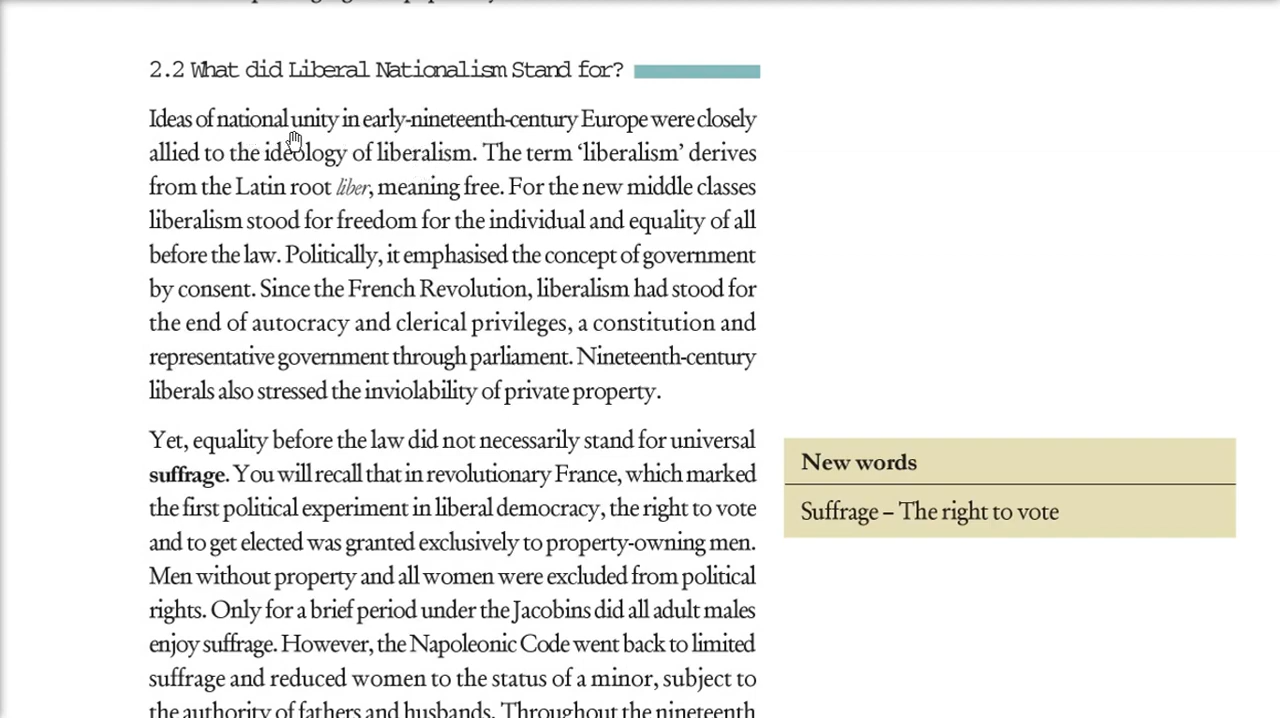 2.2 What did Liberal Nationalism Stand for?
Ideas of national unity in early-nineteenth-century Europe were closely
allied to the ideology of liberalism. The term ‘liberalism’ derives
from the Latin root liber, meaning free. For the new middle classes
liberalism stood for freedom for the individual and equality of all
before the law. Politically, it emphasised the concept of government
by consent. Since the French Revolution, liberalism had stood for
the end of autocracy and clerical privileges, a constitution and
representative government through parliament. Nineteenth-century
liberals also stressed the inviolability of private property.
Yet, equality before the law did not necessarily stand for universal
suffrage. You will recall that in revolutionary France, which marked
the first political experiment in liberal democracy, the right to vote
and to get elected was granted exclusively to property-owning men.
Men without property and all women were excluded from political
rights. Only for a brief period under the Jacobins did all adult males
enjoy suffrage. However, the Napoleonic Code went back to limited
suffrage and reduced women to the status of a minor, subject to
the authority of fathers and husbands. Throughout the nineteenth
New words
Suffrage – The right to vote